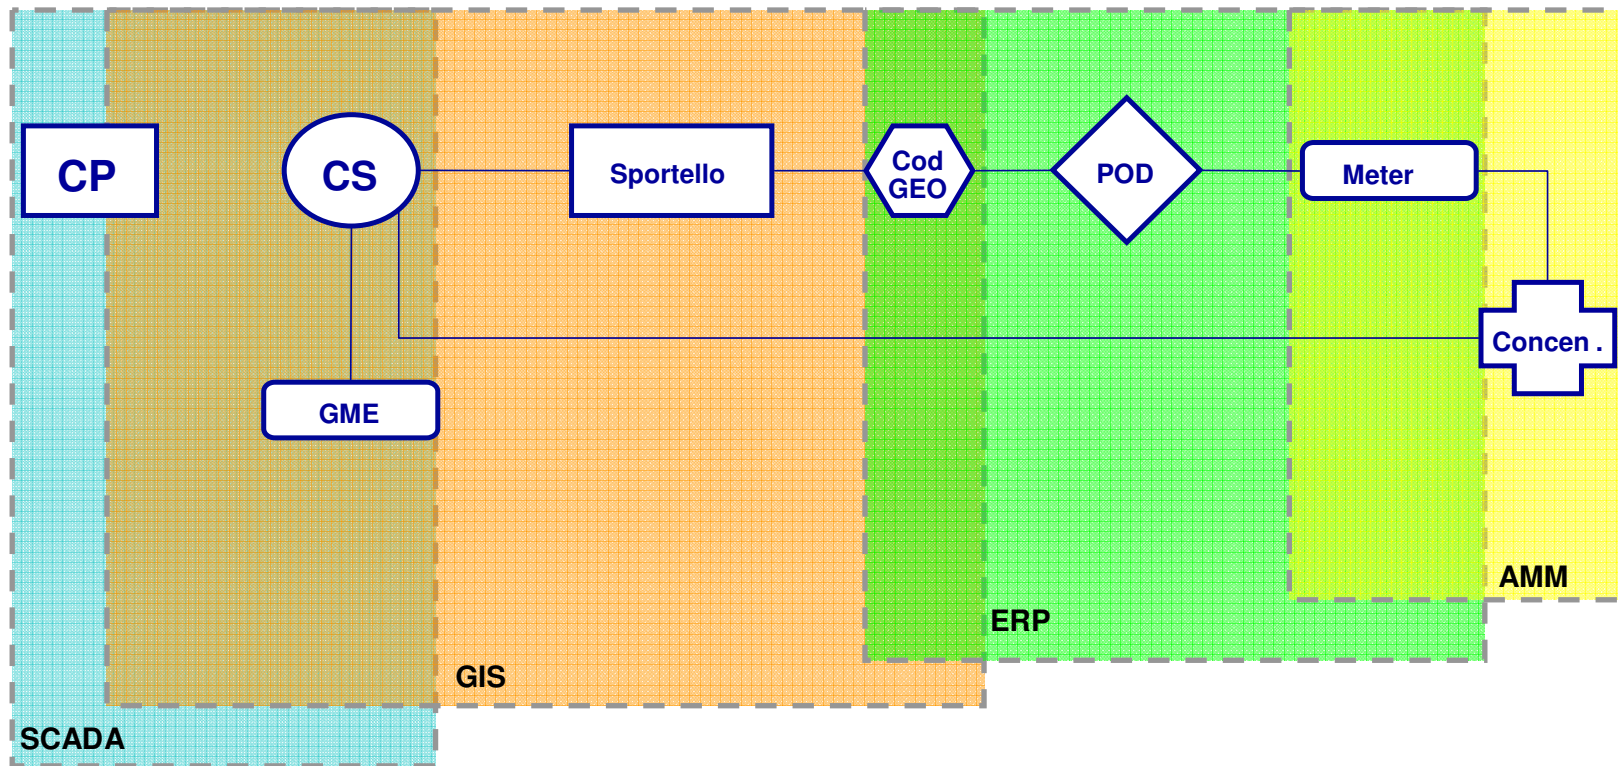 CP
CS
Sportello
Cod
GEO
POD
Meter
Concen .
GME
AMM
ERP
GIS
SCADA